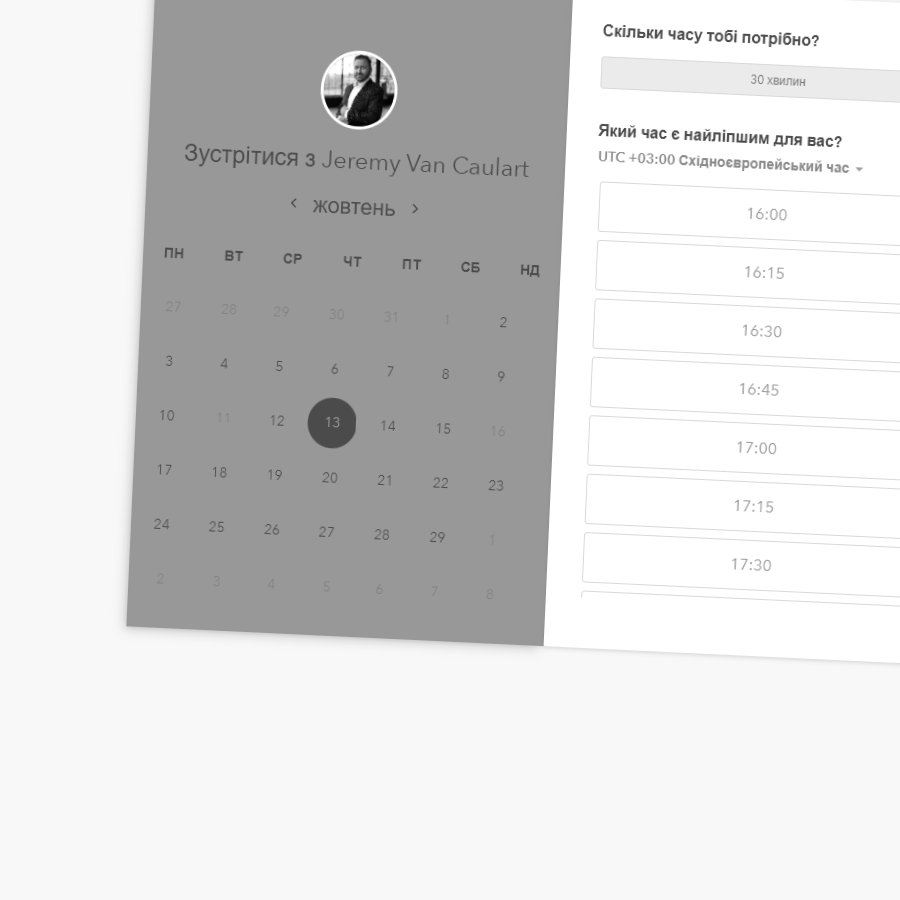 Зустрітися з Jeremy Van Caulart
жовтень
ПН ВТ СР ЧТ ПТ СБ НД
27 28 29 30 31 1 2
3 4 5 6 7 8 9
10 11 12 13 14 15 16
17 18 19 20 21 22 23
24 25 26 27 28 29 1
2 3 4 5 6 7 8
Скільки часу тобі потрібно?
30 хвилин
Який час є найліпшим для вас?
UTC +03:00 Східноєвропейський час
16:00
16:15
16:30
16:45
17:00
17:15
17:30